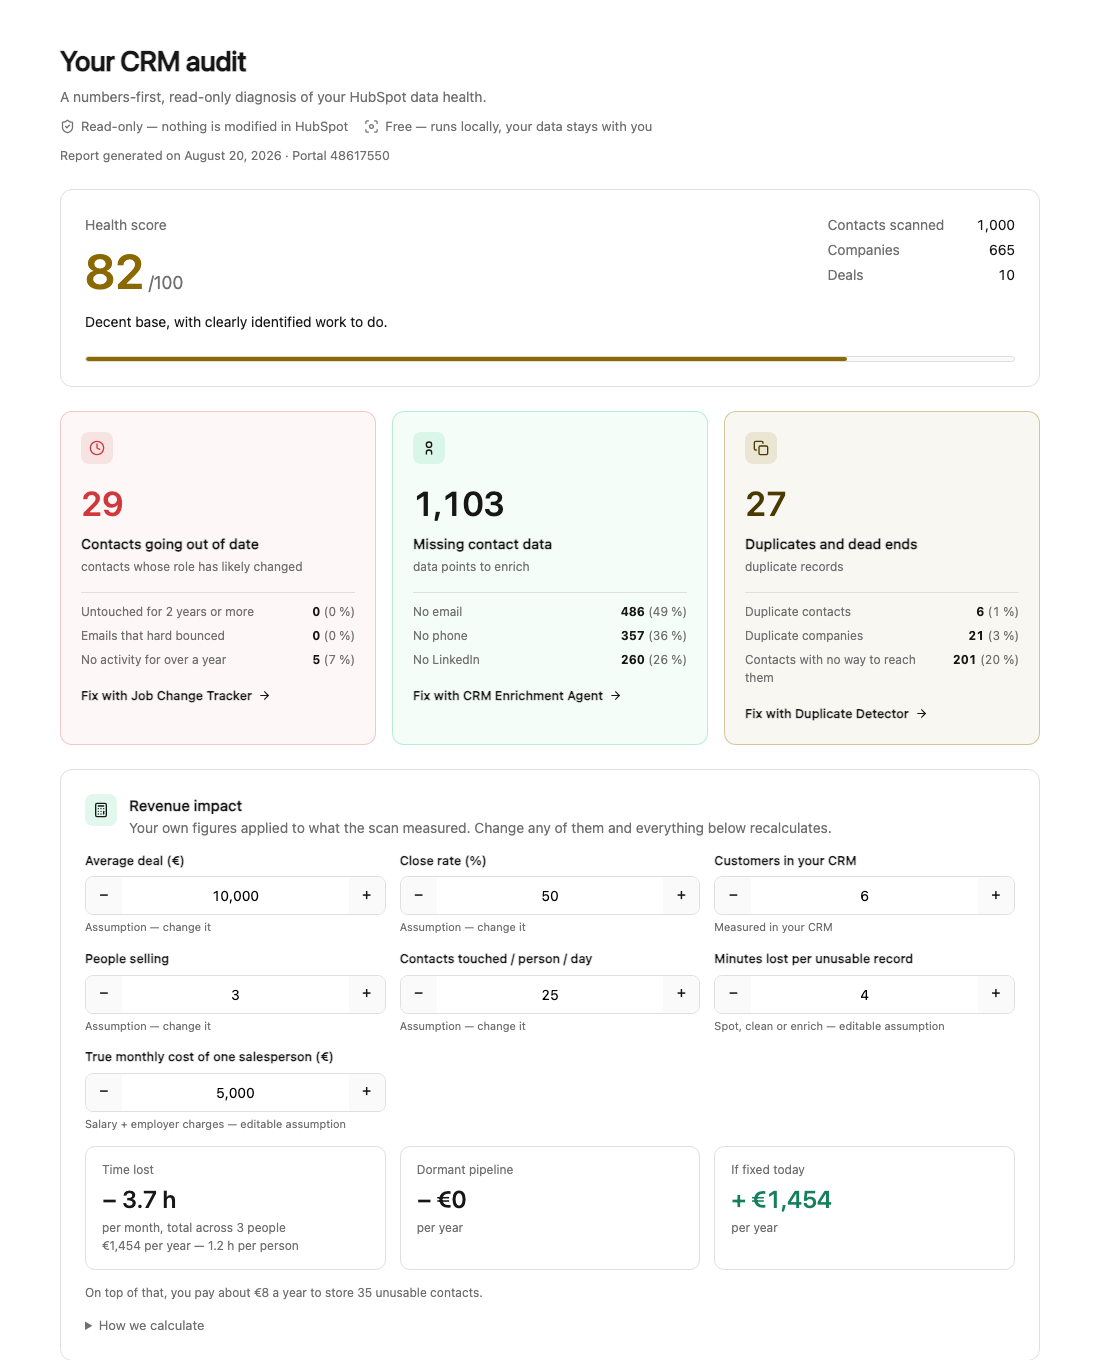 Your CRM audit
A numbers-first, read-only diagnosis of your HubSpot data health.
Read-only — nothing is modified in HubSpot Free — runs locally, your data stays with you
Report generated on August 20, 2026 · Portal 48617550
Health score
82 /100
Decent base, with clearly identified work to do.
Contacts scanned 1,000
Companies 665
Deals 10
29
Contacts going out of date
contacts whose role has likely changed
Untouched for 2 years or more 0 (0 %)
Emails that hard bounced 0 (0 %)
No activity for over a year 5 (7 %)
Fix with Job Change Tracker →
1,103
Missing contact data
data points to enrich
No email 486 (49 %)
No phone 357 (36 %)
No LinkedIn 260 (26 %)
Fix with CRM Enrichment Agent →
27
Duplicates and dead ends
duplicate records
Duplicate contacts 6 (1 %)
Duplicate companies 21 (3 %)
Contacts with no way to reach 201 (20 %)
them
Fix with Duplicate Detector →
Revenue impact
Your own figures applied to what the scan measured. Change any of them and everything below recalculates.
Average deal (€)
− 10,000 +
Assumption — change it
Close rate (%)
− 50 +
Assumption — change it
Customers in your CRM
− 6 +
Measured in your CRM
People selling
− 3 +
Assumption — change it
Contacts touched / person / day
− 25 +
Assumption — change it
Minutes lost per unusable record
− 4 +
Spot, clean or enrich — editable assumption
True monthly cost of one salesperson (€)
− 5,000 +
Salary + employer charges — editable assumption
Time lost
– 3.7 h
per month, total across 3 people
€1,454 per year — 1.2 h per person
Dormant pipeline
– €0
per year
If fixed today
+ €1,454
per year
On top of that, you pay about €8 a year to store 35 unusable contacts.
▶ How we calculate